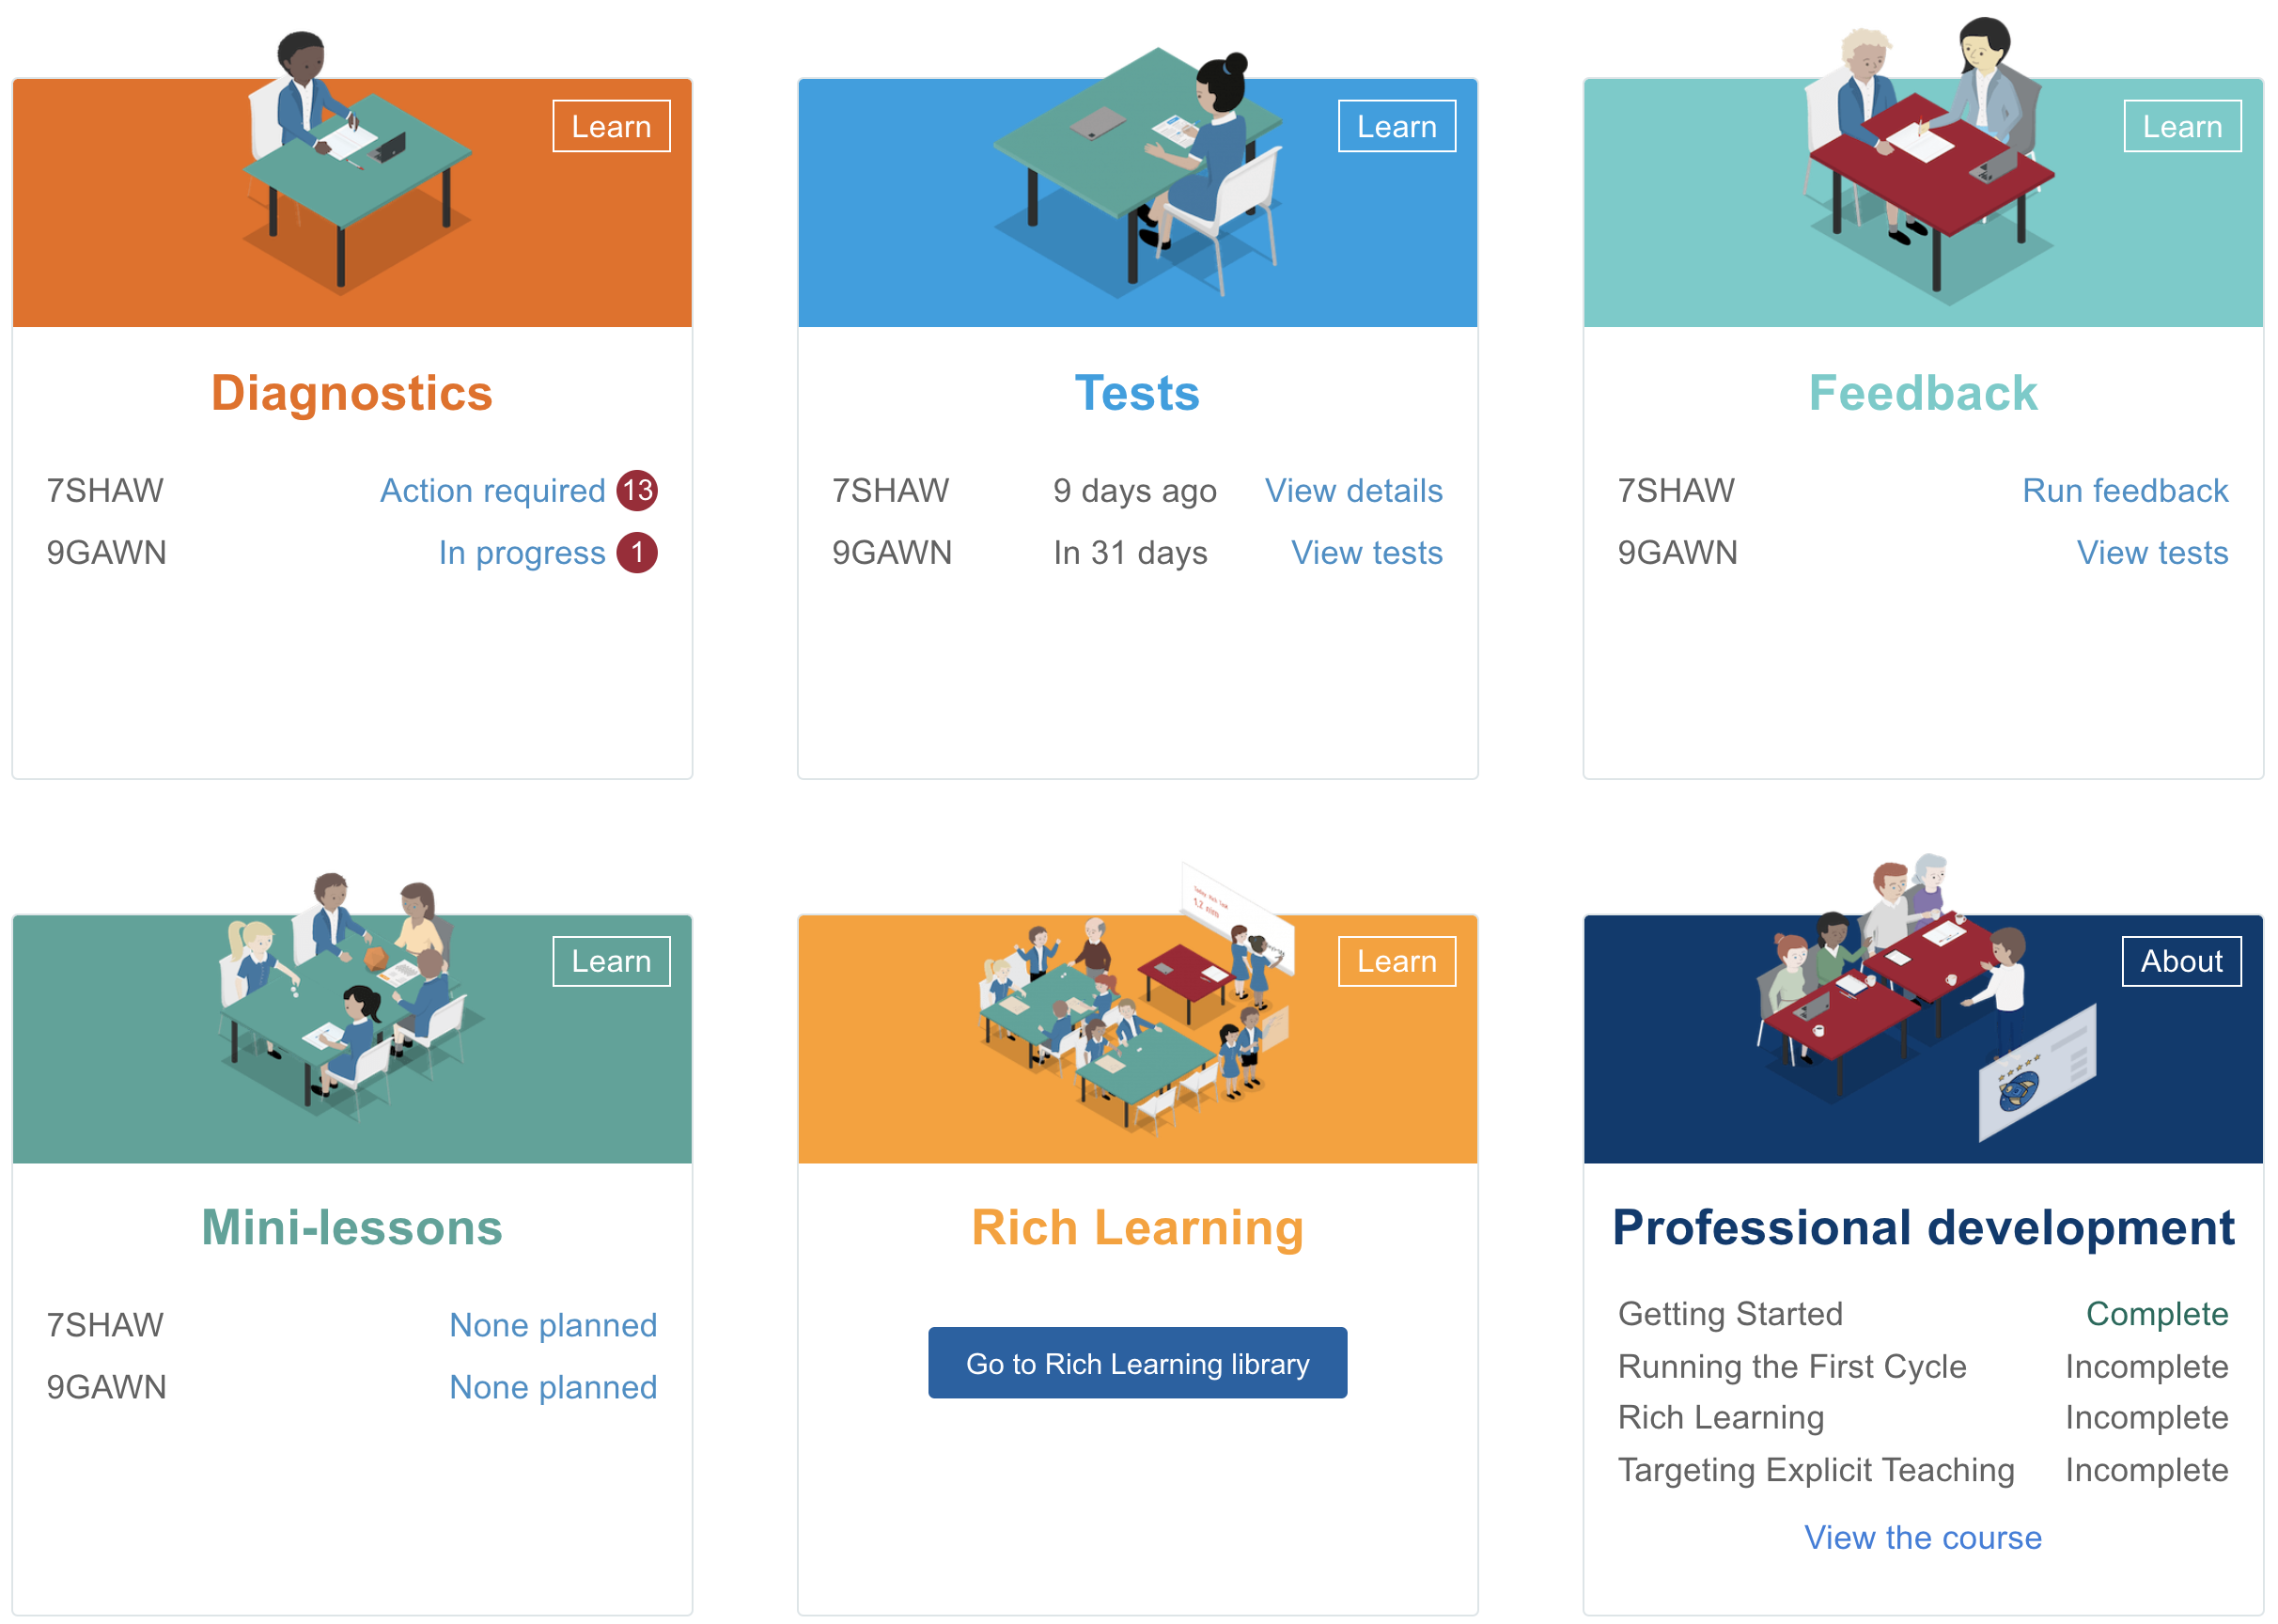 Learn
Learn
Learn
Diagnostics
Tests
Feedback
7SHAW Action required 13
9GAWN In progress 1
7SHAW 9 days ago View details
9GAWN In 31 days View tests
7SHAW Run feedback
9GAWN View tests
Learn
Learn
About
Mini-lessons
Rich Learning
Professional development
7SHAW None planned
9GAWN None planned
Go to Rich Learning library
Getting Started Complete
Running the First Cycle Incomplete
Rich Learning Incomplete
Targeting Explicit Teaching Incomplete
View the course